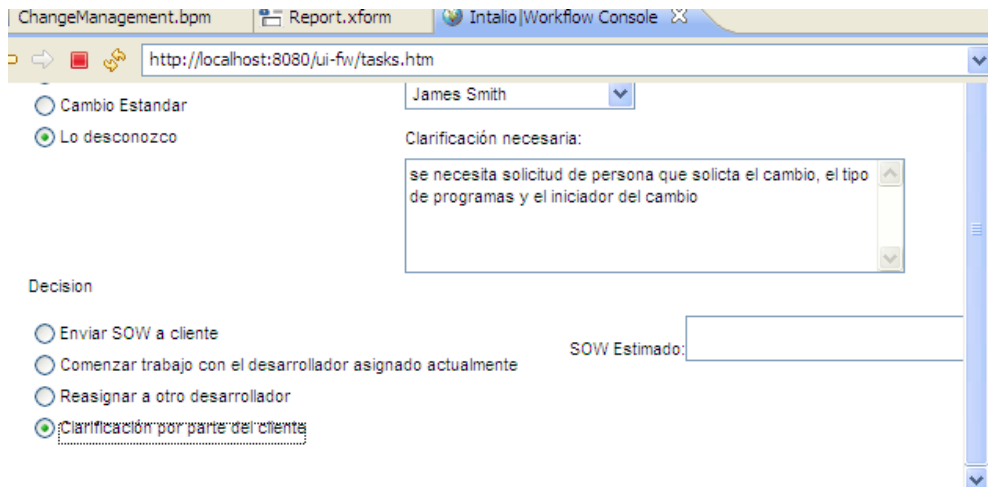 ChangeManagement.bpm Report.xform Intalio|Workflow Console
http://localhost:8080/ui-fw/tasks.htm
Cambio Estandar
James Smith
Lo desconozco
Clarificación necesaria:
se necesita solicitud de persona que solicta el cambio, el tipo
de programas y el iniciador del cambio
Decision
Enviar SOW a cliente
SOW Estimado:
Comenzar trabajo con el desarrollador asignado actualmente
Reasignar a otro desarrollador
Clarificación por parte del cliente